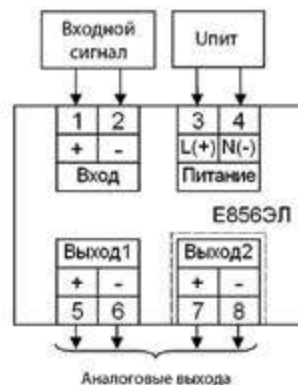 Входной
сигнал
Uпит
1 2 3 4
+ - L(+) N(-)
Вход Питание
Е856ЭЛ
Выход1 Выход2
+ - + -
5 6 7 8
Аналоговые выхода